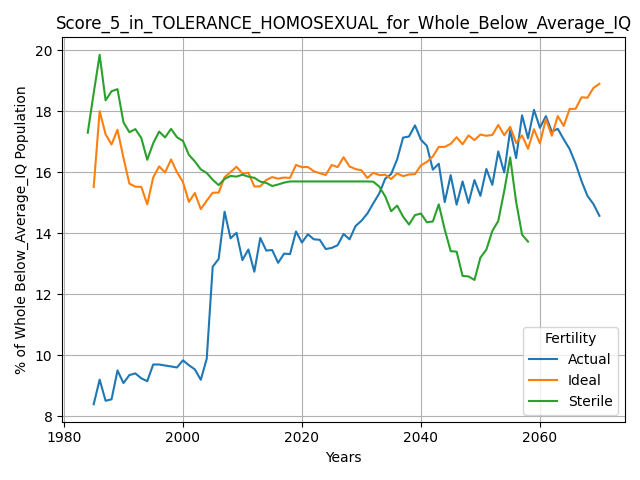 Score_5_in_TOLERANCE_HOMOSEXUAL_for_Whole_Below_Average_IQ
% of Whole Below_Average_IQ Population
20
18
16
14
12
10
8
1980
2000
2020
2040
2060
Years
Fertility
Actual
Ideal
Sterile